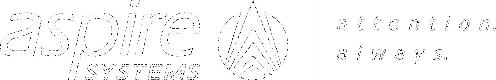 aspire
SYSTEMS
attention.
always.